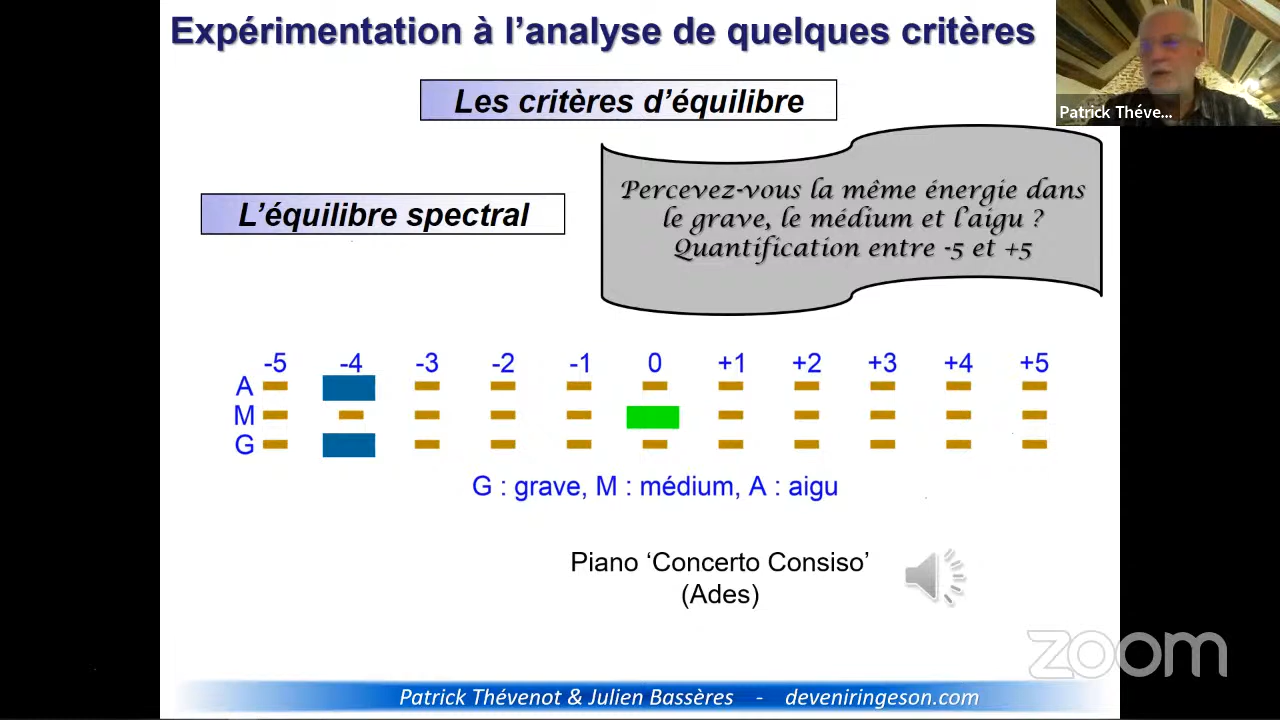 Expérimentation à l’analyse de quelques critères
Les critères d’équilibre
Patrick Théve...
Percevez-vous la même énergie dans
le grave, le médium et l’aigu ?
Quantification entre -5 et +5
L’équilibre spectral
-5 -4 -3 -2 -1 0 +1 +2 +3 +4 +5
A
M
G
G : grave, M : médium, A : aigu
Piano ‘Concerto Consiso’
(Ades)
zoom
Patrick Thévenot & Julien Bassères - deveniringeson.com